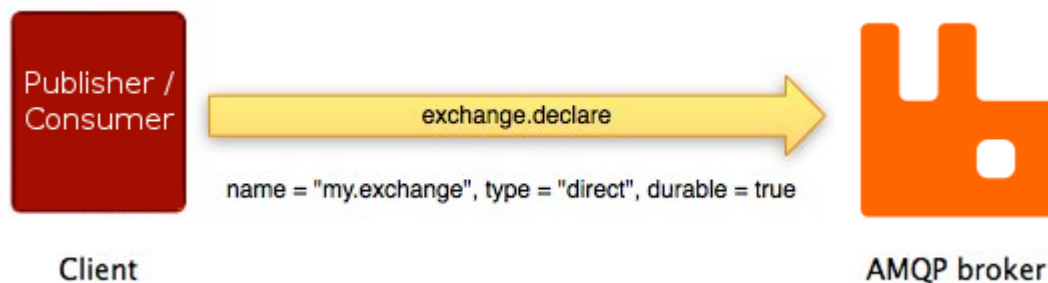 Publisher /
Consumer
exchange.declare
name = "my.exchange", type = "direct", durable = true
Client
AMQP broker